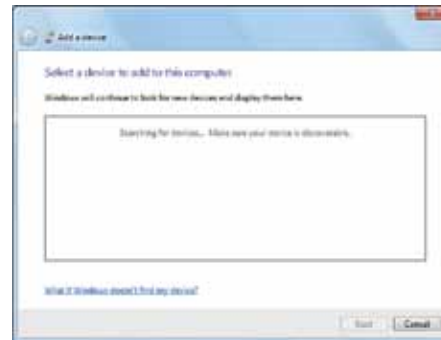 Add a device
Select a device to add to this computer
Windows will continue to look for new devices and display them here.
Searching for devices... Make sure your device is discoverable.
What if Windows doesn't find my device?
Next Cancel